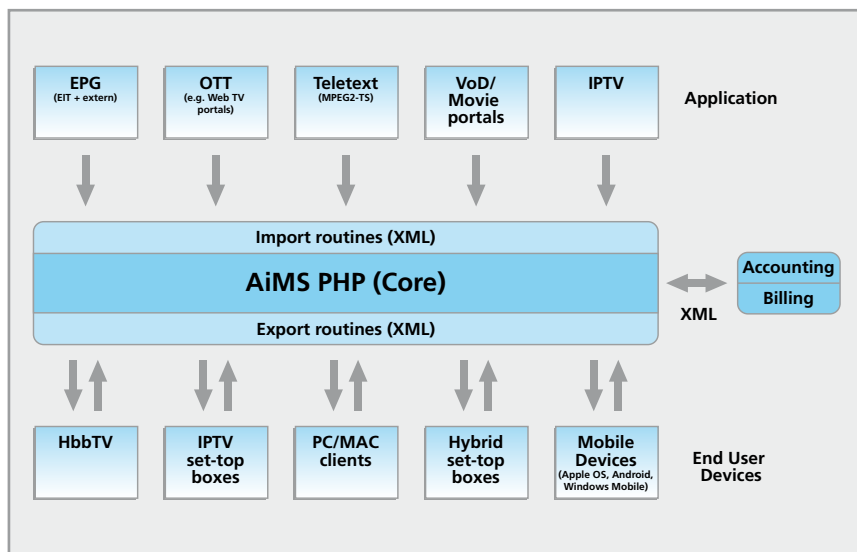 EPG
(EIT + extern)
OTT
(e.g. Web TV
portals)
Teletext
(MPEG2-TS)
VoD/
Movie
portals
IPTV
Application
Import routines (XML)
AiMS PHP (Core)
Export routines (XML)
XML
Accounting
Billing
HbbTV
IPTV
set-top
boxes
PC/MAC
clients
Hybrid
set-top
boxes
Mobile
Devices
(Apple OS, Android,
Windows Mobile)
End User
Devices